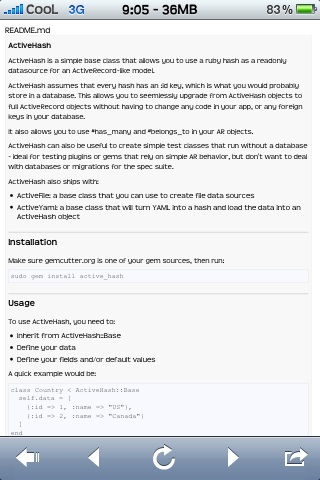 CooL 3G 9:05 - 36MB 83%
README.md
ActiveHash
ActiveHash is a simple base class that allows you to use a ruby hash as a readonly
datasource for an ActiveRecord-like model.
ActiveHash assumes that every hash has an :id key, which is what you would probably
store in a database. This allows you to seemlessly upgrade from ActiveHash objects to
full ActiveRecord objects without having to change any code in your app, or any foreign
keys in your database.
It also allows you to use #has_many and #belongs_to in your AR objects.
ActiveHash can also be useful to create simple test classes that run without a database
- ideal for testing plugins or gems that rely on simple AR behavior, but don't want to deal
with databases or migrations for the spec suite.
ActiveHash also ships with:
• ActiveFile: a base class that you can use to create file data sources
• ActiveYaml: a base class that will turn YAML into a hash and load the data into an
ActiveHash object
Installation
Make sure gemcutter.org is one of your gem sources, then run:
sudo gem install active_hash
Usage
To use ActiveHash, you need to:
• Inherit from ActiveHash::Base
• Define your data
• Define your fields and/or default values
A quick example would be:
class Country < ActiveHash::Base
self.data = [
{:id => 1, :name => "US"},
{:id => 2, :name => "Canada"}
]
end